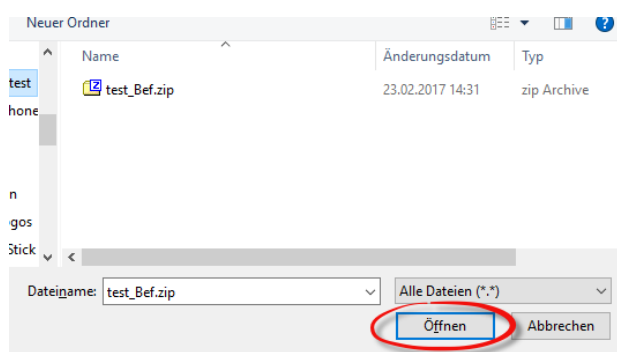 Neuer Ordner
Name Änderungsdatum Typ
test
test_Bef.zip 23.02.2017 14:31 zip Archive
hone
n
gos
Stick
Dateiname: test_Bef.zip Alle Dateien (*.*)
Öffnen Abbrechen